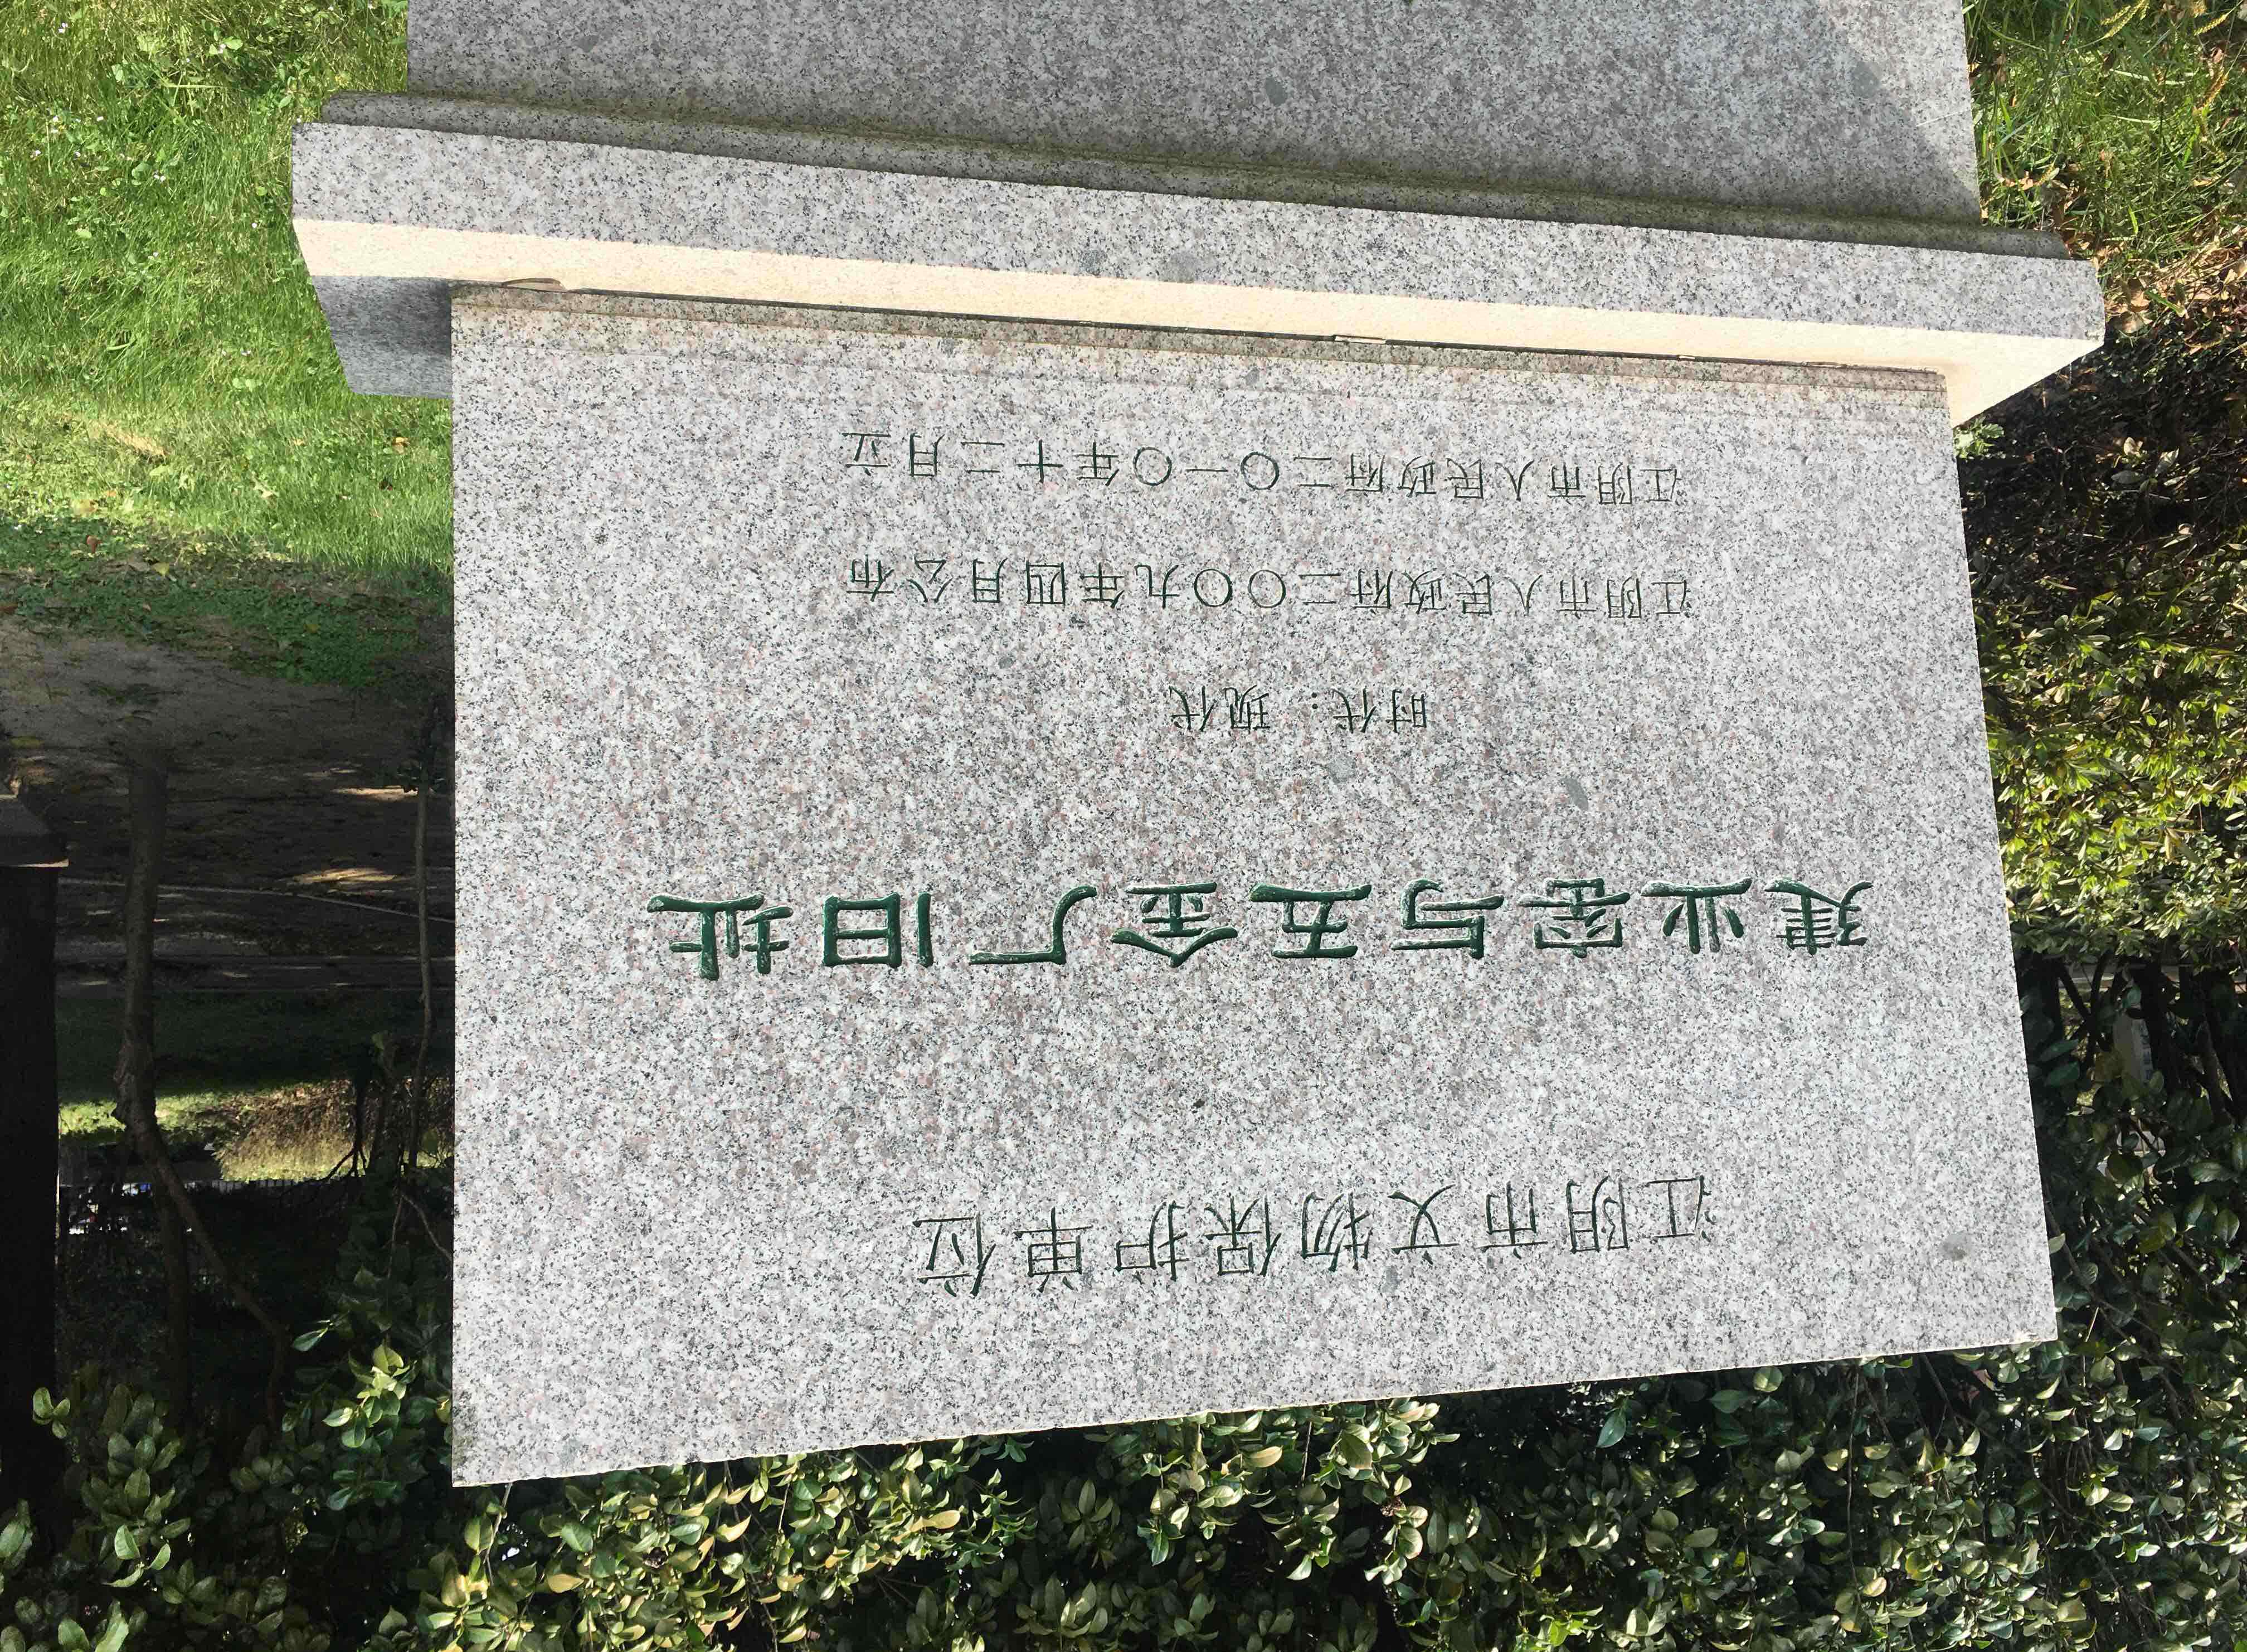 江阴市文物保护单位
建业窑与五金厂旧址
时代：现代
江阴市人民政府二〇〇九年四月公布
江阴市人民政府二〇一〇年十二月立